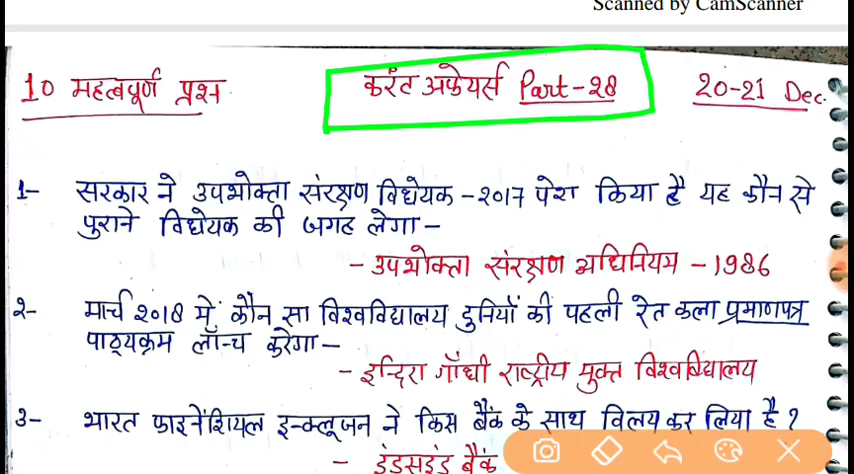 Scanned by CamScanner
10 महत्वपूर्ण प्रश्न
करंट अफेयर्स Part-28
20-21 Dec.
1- सरकार ने उपभोक्ता संरक्षण विधेयक-2017 पेश किया है यह कौन से
पुराने विधेयक की जगह लेगा-
- उपभोक्ता संरक्षण अधिनियम -1986
2- मार्च 2018 में कौन सा विश्वविद्यालय दुनियाँ की पहली रेत कला प्रमाणपत्र
पाठ्यक्रम लॉन्च करेगा-
- इन्दिरा गाँधी राष्ट्रीय मुक्त विश्वविद्यालय
3- भारत फाइनेंशियल इन्क्लूजन ने किस बैंक के साथ विलय कर लिया है?
- इंडसइंड बैंक